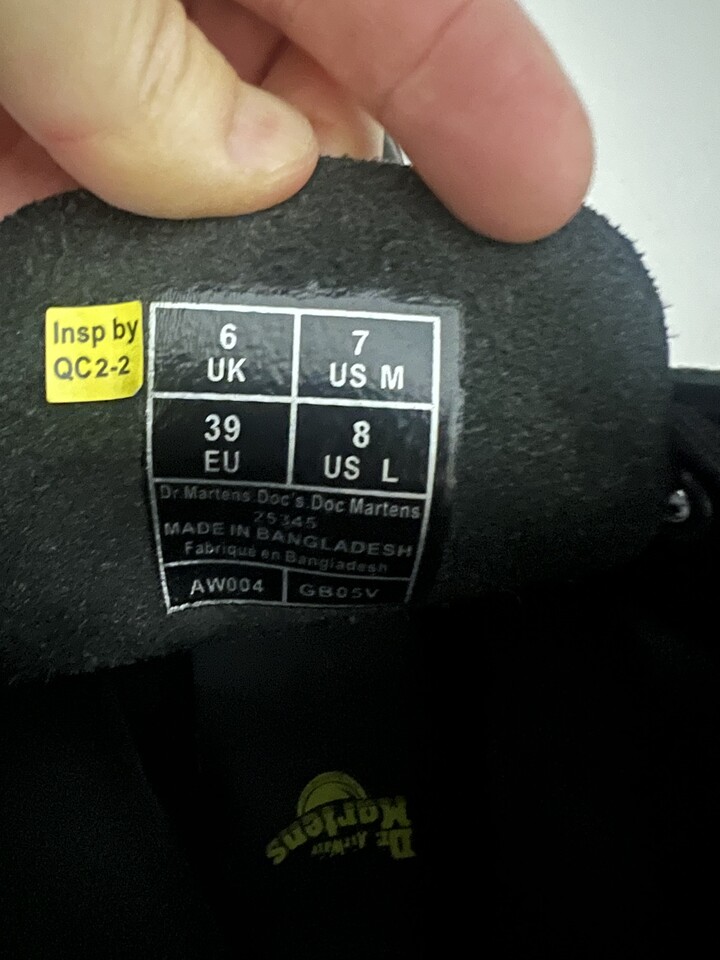 Insp by
QC2-2
6
UK
7
US M
39
EU
8
US L
Dr.Martens.Doc's.Doc Martens
25345
MADE IN BANGLADESH
Fabriqué en Bangladesh
AW004
GB05V
Dr. Martens
AirWair